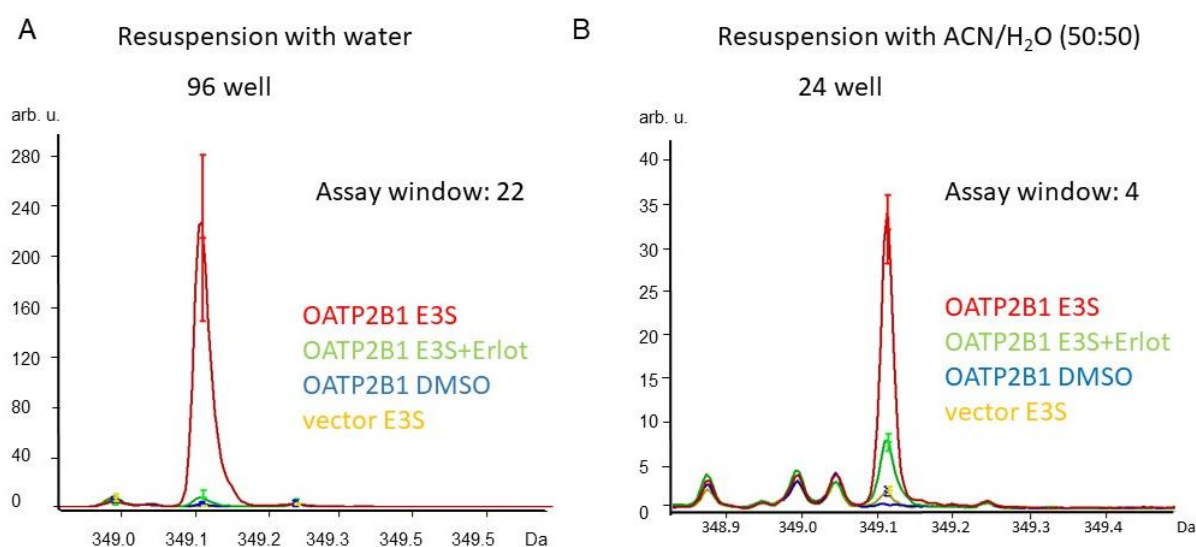 A
Resuspension with water
96 well
arb. u.
280
240
200
160
120
80
40
0
Assay window: 22
OATP2B1 E3S
OATP2B1 E3S+Erlot
OATP2B1 DMSO
vector E3S
349.0 349.1 349.2 349.3 349.5 349.5 Da
B
Resuspension with ACN/H₂O (50:50)
24 well
arb. u.
40
35
30
25
20
15
10
5
0
Assay window: 4
OATP2B1 E3S
OATP2B1 E3S+Erlot
OATP2B1 DMSO
vector E3S
348.9 349.0 349.1 349.2 349.3 349.4 Da